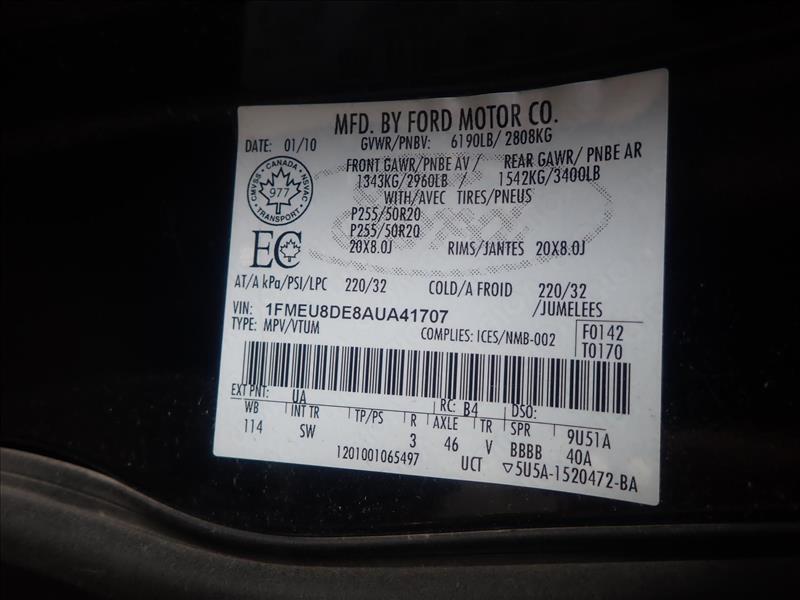 MFD. BY FORD MOTOR CO.
DATE: 01/10 GVWR/PNBV: 6190LB/ 2808KG
FRONT GAWR/PNBE AV/ REAR GAWR/ PNBE AR
1343KG/2960LB / 1542KG/3400LB
WITH/AVEC TIRES/PNEUS
P255/50R20
P255/50R20
20X8.0J RIMS/JANTES 20X8.0J
CANADA
CMVSS 977 NSVAC
TRANSPORT
EC
AT/A kPa/PSI/LPC 220/32 COLD/A FROID 220/32
/JUMELEES
VIN: 1FMEU8DE8AUA41707
TYPE: MPV/VTUM COMPLIES: ICES/NMB-002
F0142
T0170
EXT PNT: UA RC: B4 DSO:
WB INT TR TP/PS R AXLE TR SPR 9U51A
114 SW 3 46 V BBBB 40A
1201001065497 UCT ▽5U5A-1520472-BA